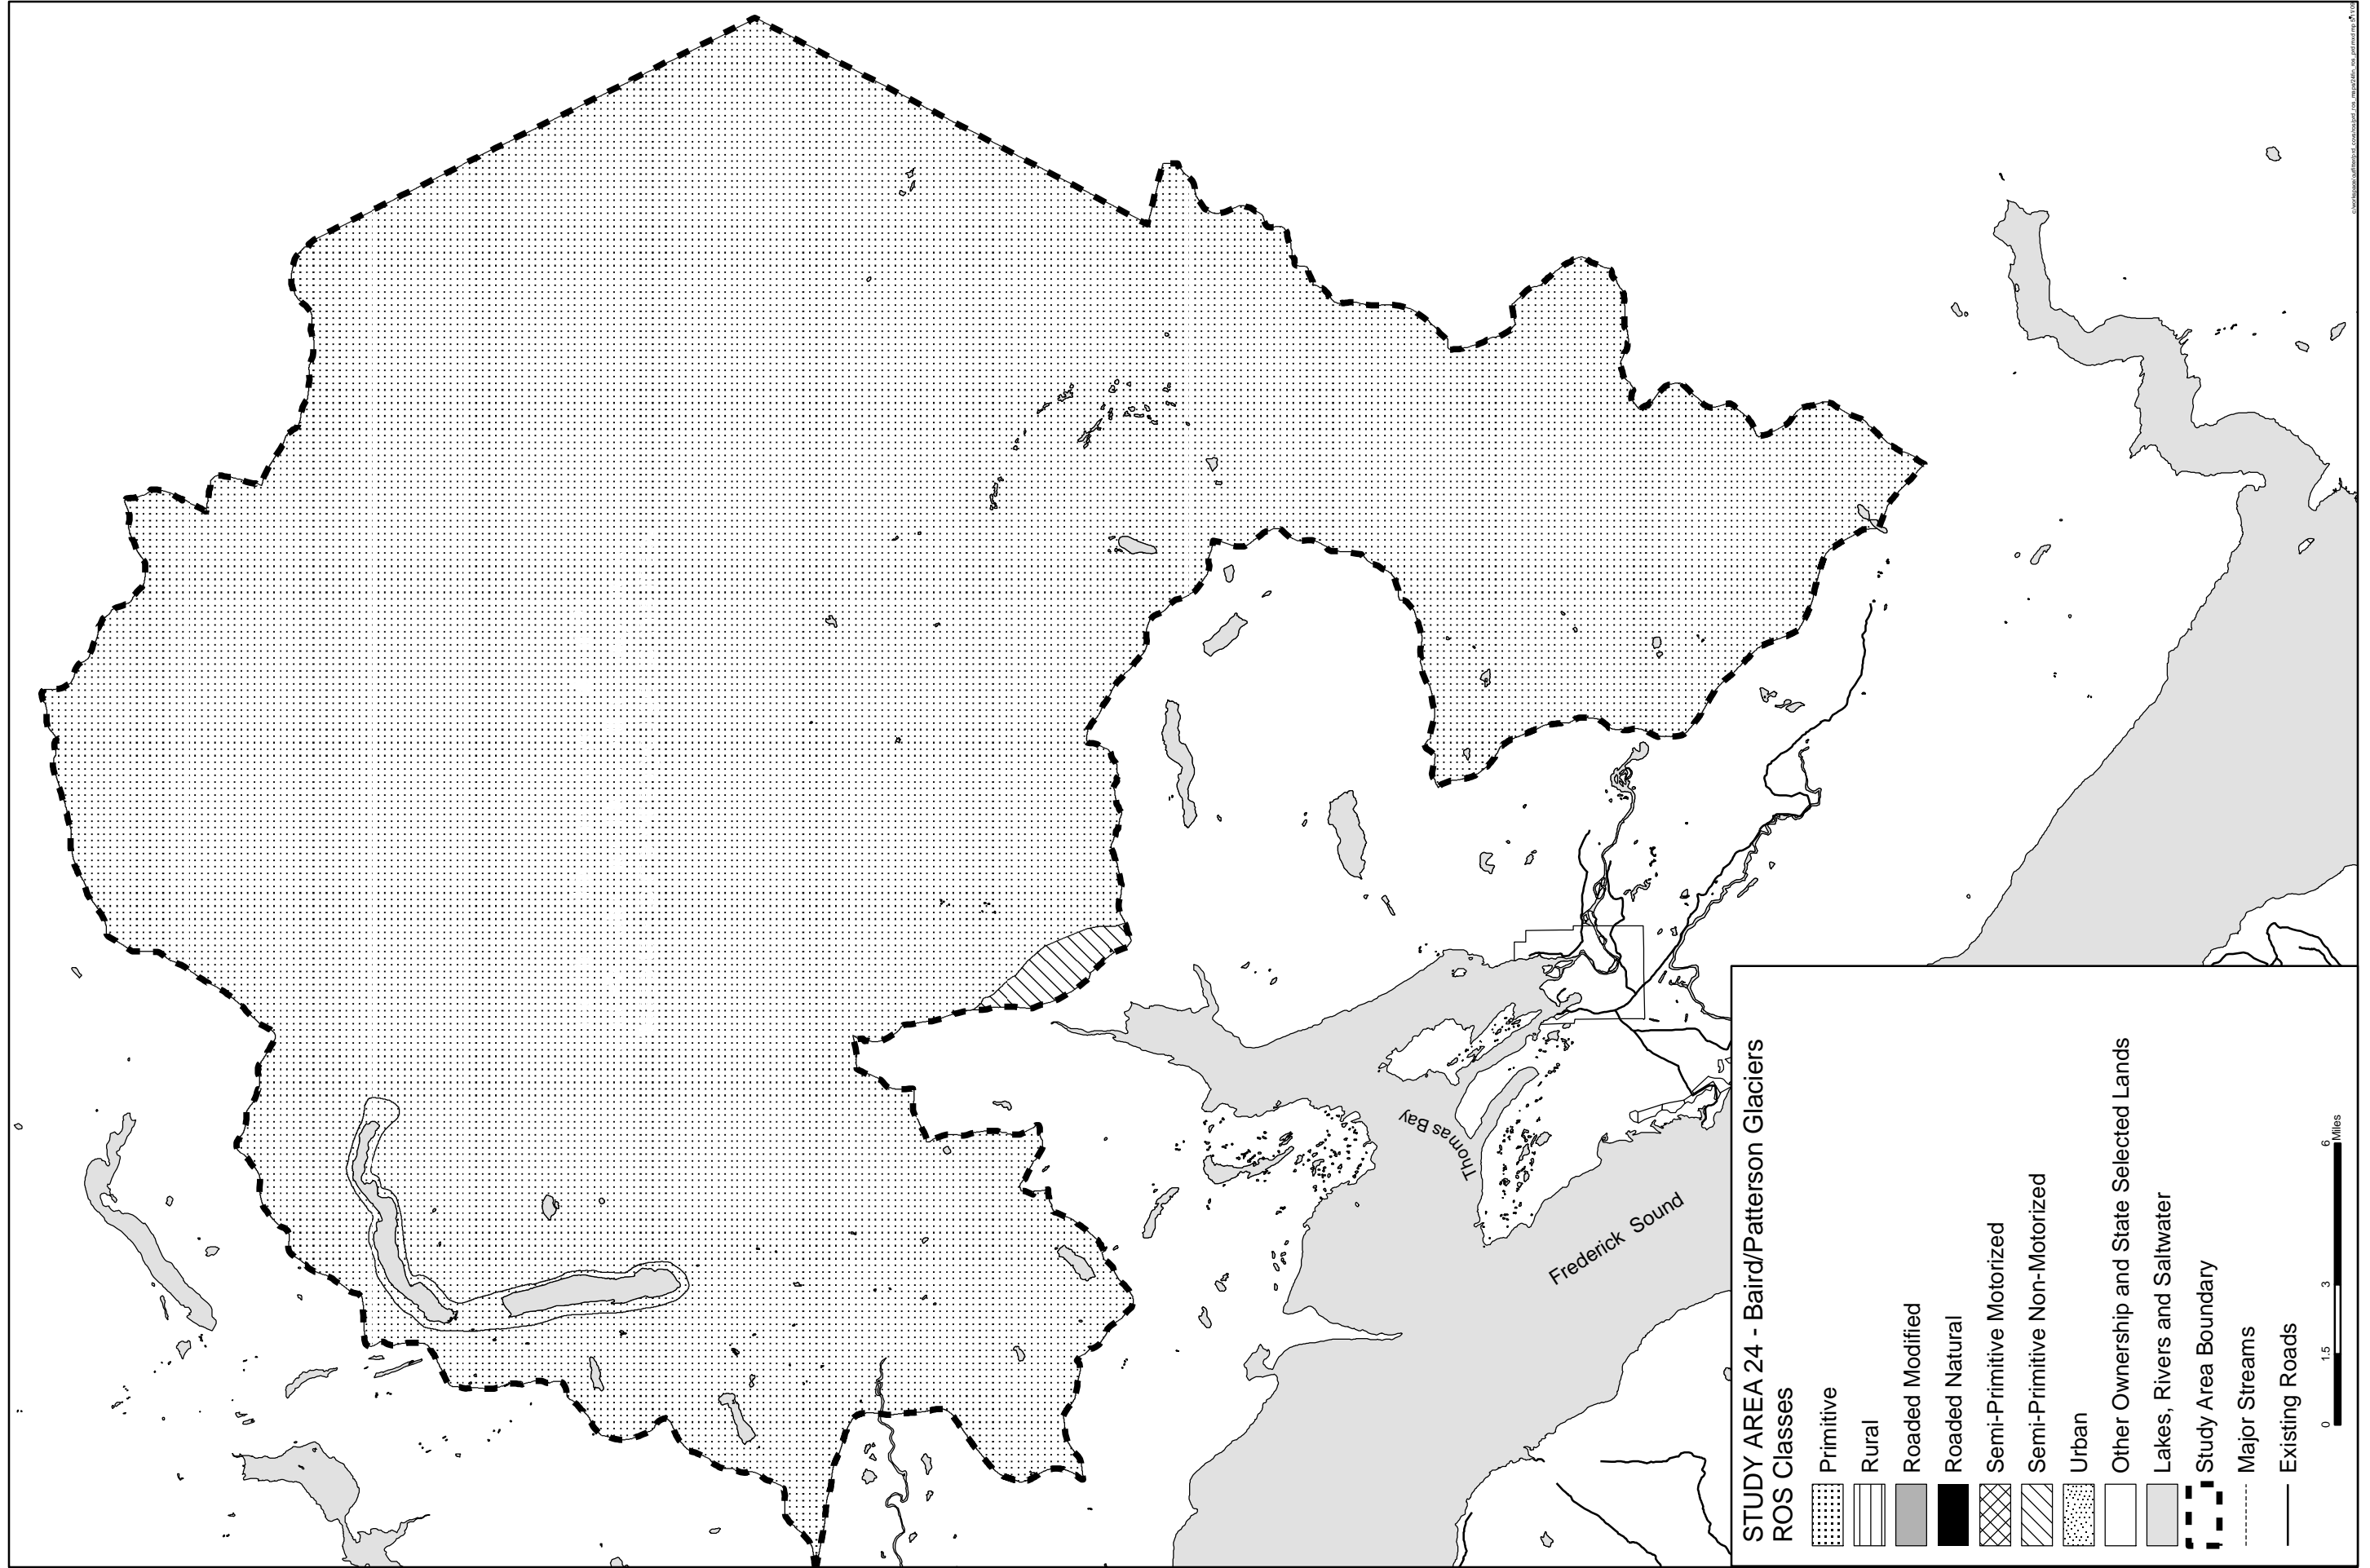 Thomas Bay
Frederick Sound
STUDY AREA 24 - Baird/Patterson Glaciers
ROS Classes
Primitive
Rural
Roaded Modified
Roaded Natural
Semi-Primitive Motorized
Semi-Primitive Non-Motorized
Urban
Other Ownership and State Selected Lands
Lakes, Rivers and Saltwater
Study Area Boundary
Major Streams
Existing Roads
0 1.5 3 6
Miles